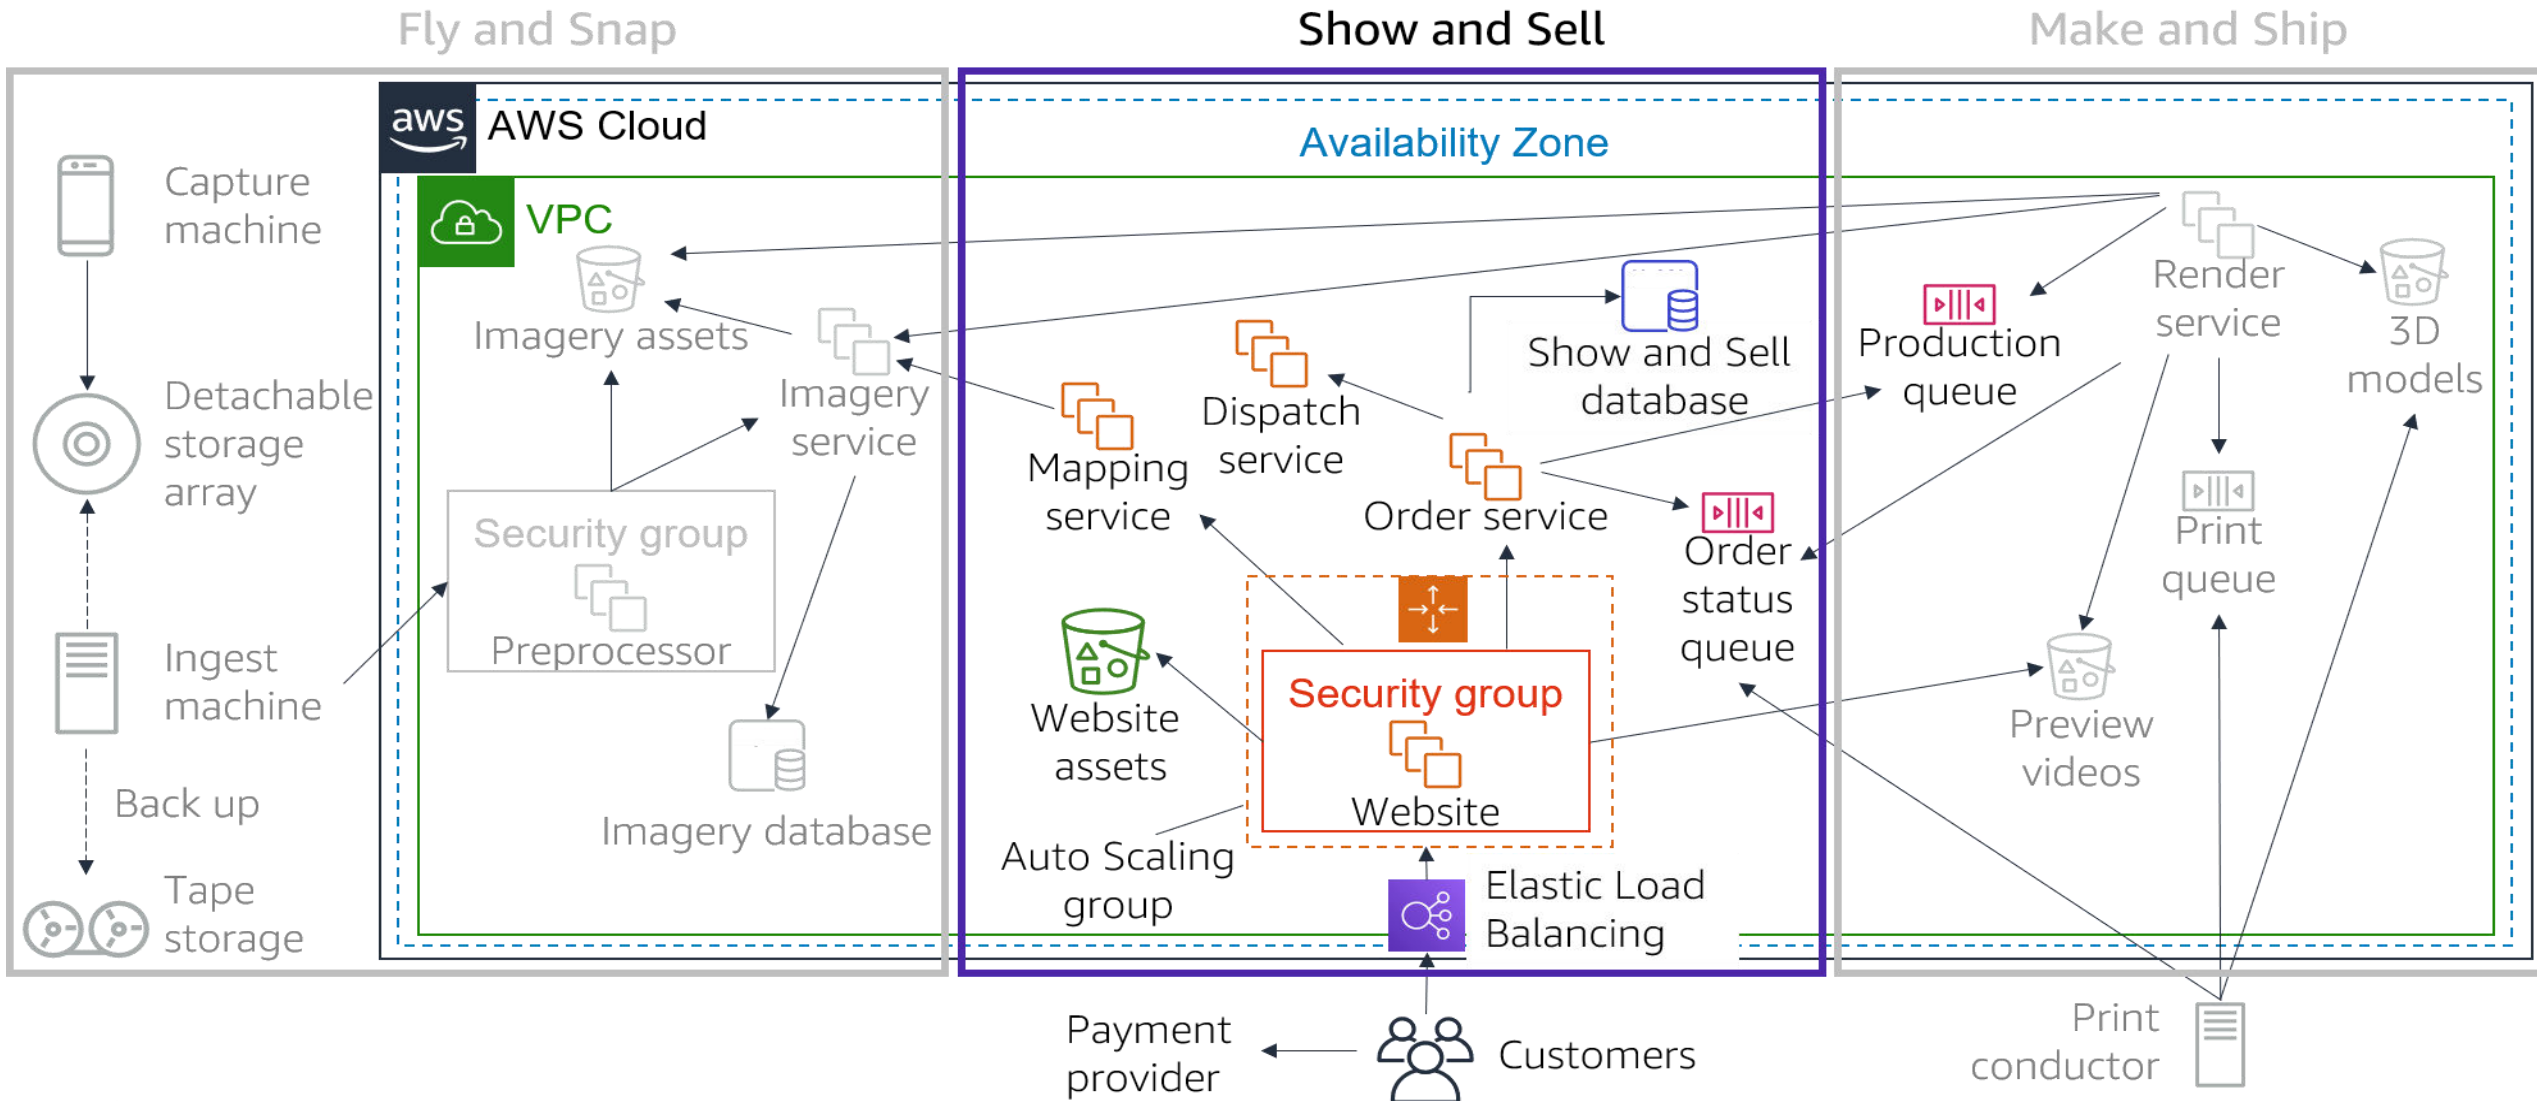 Fly and Snap
Show and Sell
Make and Ship
aws
AWS Cloud
Availability Zone
VPC
Capture
machine
Detachable
storage
array
Ingest
machine
Back up
Tape
storage
Imagery assets
Imagery
service
Security group
Preprocessor
Imagery database
Mapping
service
Dispatch
service
Show and Sell
database
Order service
Order
status
queue
Website
assets
Security group
Website
Auto Scaling
group
Elastic Load
Balancing
Production
queue
Render
service
3D
models
Print
queue
Preview
videos
Payment
provider
Customers
Print
conductor